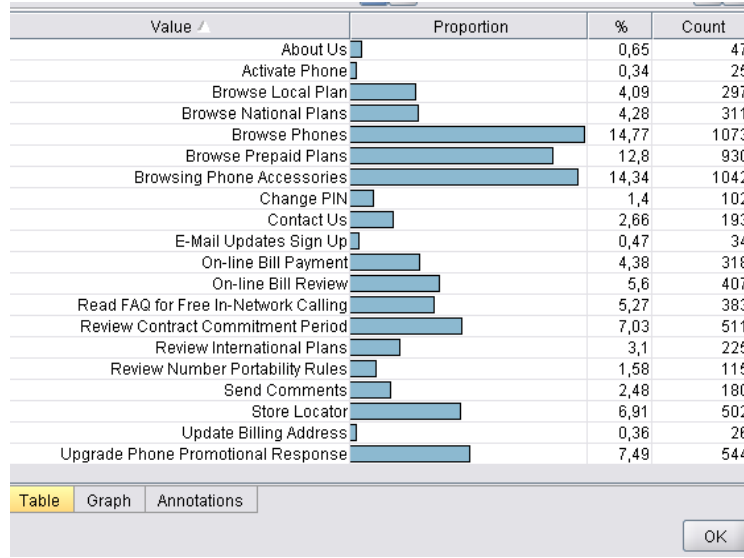 Value Proportion % Count
About Us 0,65 47
Activate Phone 0,34 25
Browse Local Plan 4,09 297
Browse National Plans 4,28 311
Browse Phones 14,77 1073
Browse Prepaid Plans 12,8 930
Browsing Phone Accessories 14,34 1042
Change PIN 1,4 102
Contact Us 2,66 193
E-Mail Updates Sign Up 0,47 34
On-line Bill Payment 4,38 318
On-line Bill Review 5,6 407
Read FAQ for Free In-Network Calling 5,27 383
Review Contract Commitment Period 7,03 511
Review International Plans 3,1 225
Review Number Portability Rules 1,58 115
Send Comments 2,48 180
Store Locator 6,91 502
Update Billing Address 0,36 26
Upgrade Phone Promotional Response 7,49 544
Table Graph Annotations
OK